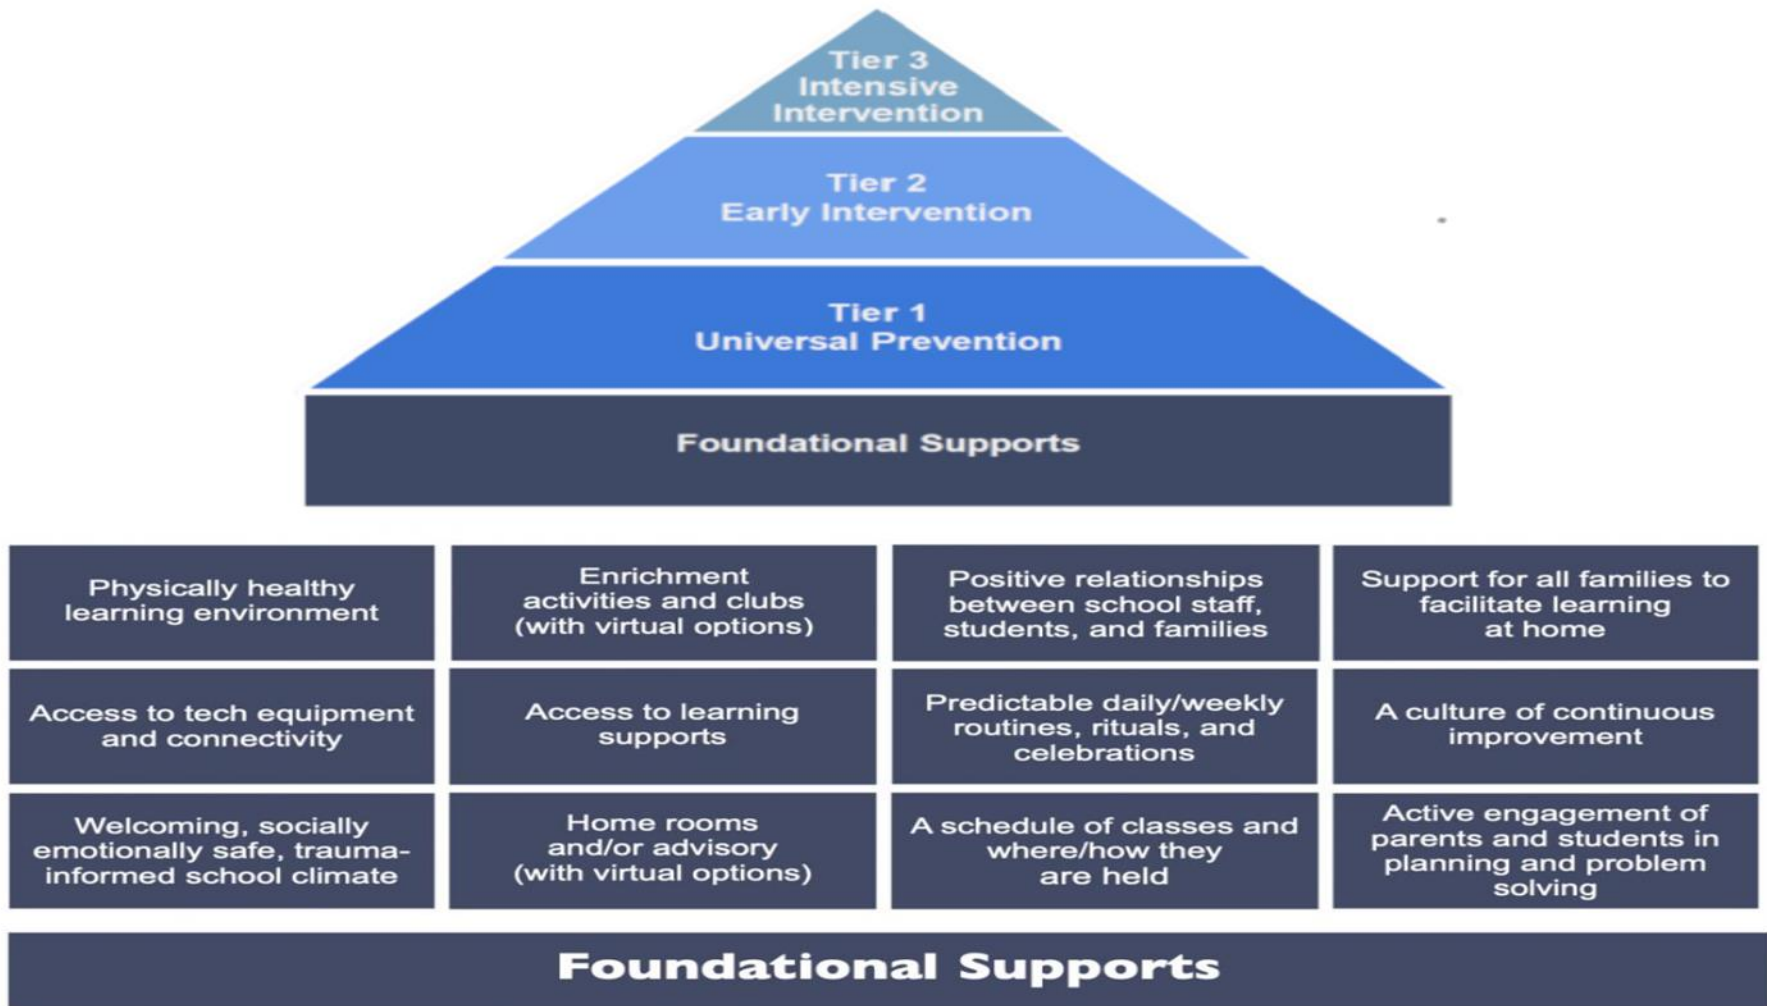 Tier 3
Intensive
Intervention
Tier 2
Early Intervention
Tier 1
Universal Prevention
Foundational Supports
Physically healthy
learning environment
Enrichment
activities and clubs
(with virtual options)
Positive relationships
between school staff,
students, and families
Support for all families to
facilitate learning
at home
Access to tech equipment
and connectivity
Access to learning
supports
Predictable daily/weekly
routines, rituals, and
celebrations
A culture of continuous
improvement
Welcoming, socially
emotionally safe, trauma-
informed school climate
Home rooms
and/or advisory
(with virtual options)
A schedule of classes and
where/how they
are held
Active engagement of
parents and students in
planning and problem
solving
Foundational Supports